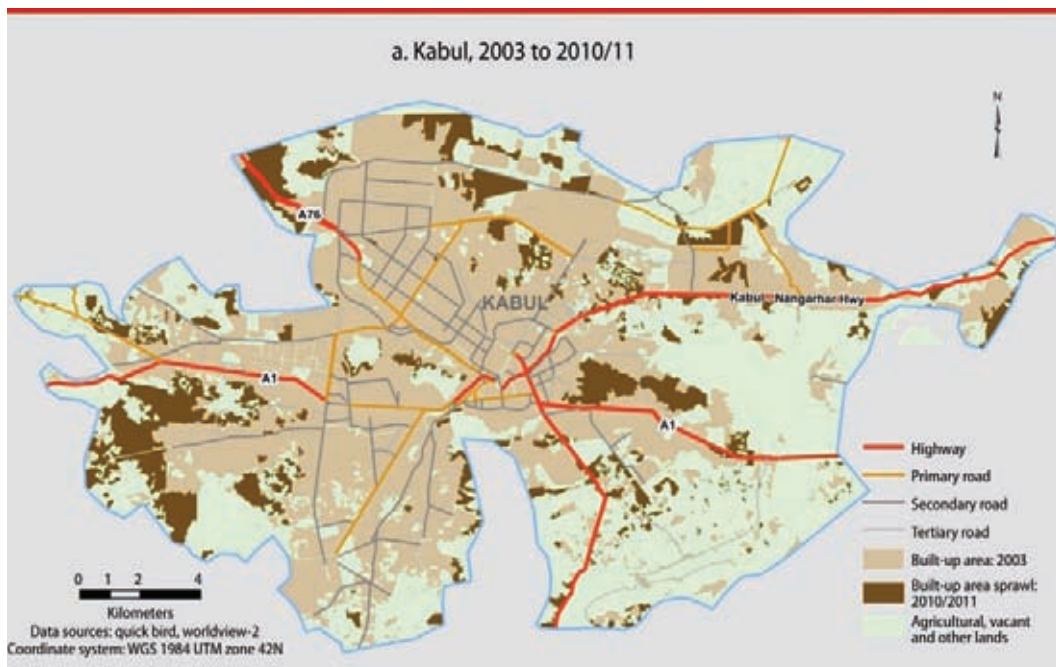 a. Kabul, 2003 to 2010/11
N
A76
KABUL
Kabul Nangarhar Hwy
A1
A1
Highway
Primary road
Secondary road
Tertiary road
Built-up area: 2003
Built-up area sprawl:
2010/2011
Agricultural, vacant
and other lands
0 1 2 4
Kilometers
Data sources: quick bird, worldview-2
Coordinate system: WGS 1984 UTM zone 42N